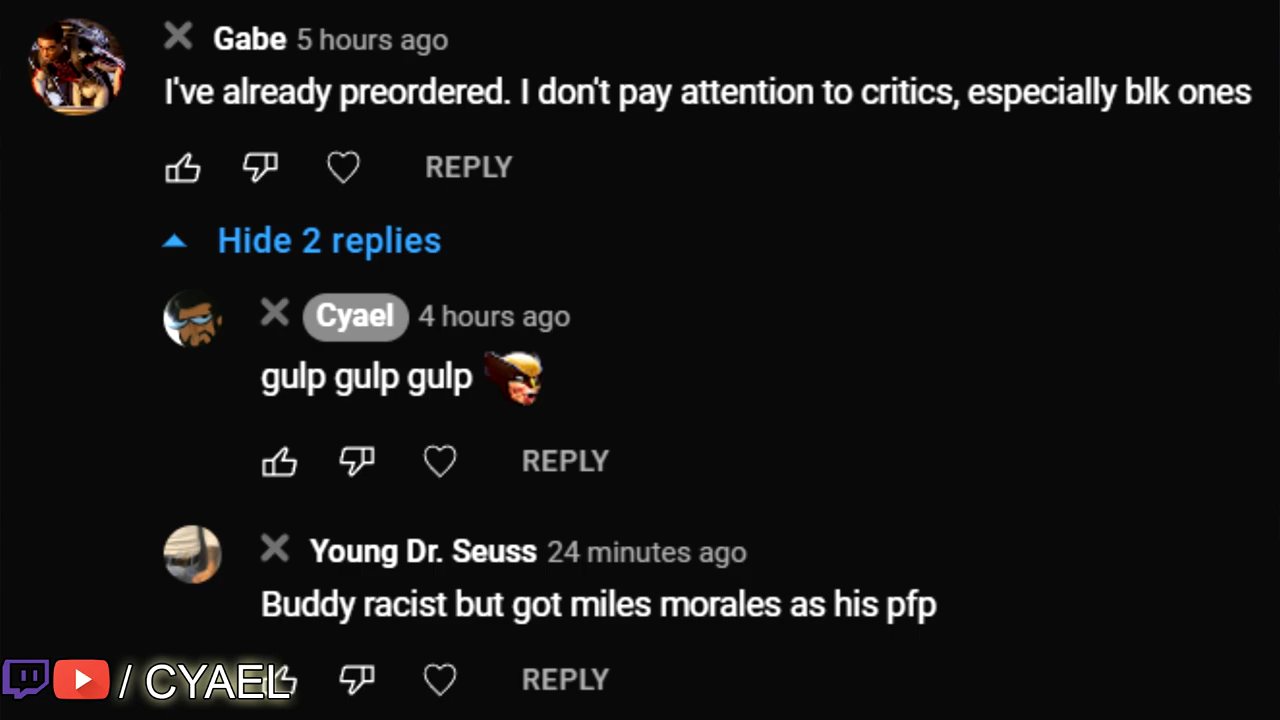 Gabe 5 hours ago
I've already preordered. I don't pay attention to critics, especially blk ones
REPLY
Hide 2 replies
Cyael 4 hours ago
gulp gulp gulp
REPLY
Young Dr. Seuss 24 minutes ago
Buddy racist but got miles morales as his pfp
/ CYAEL REPLY